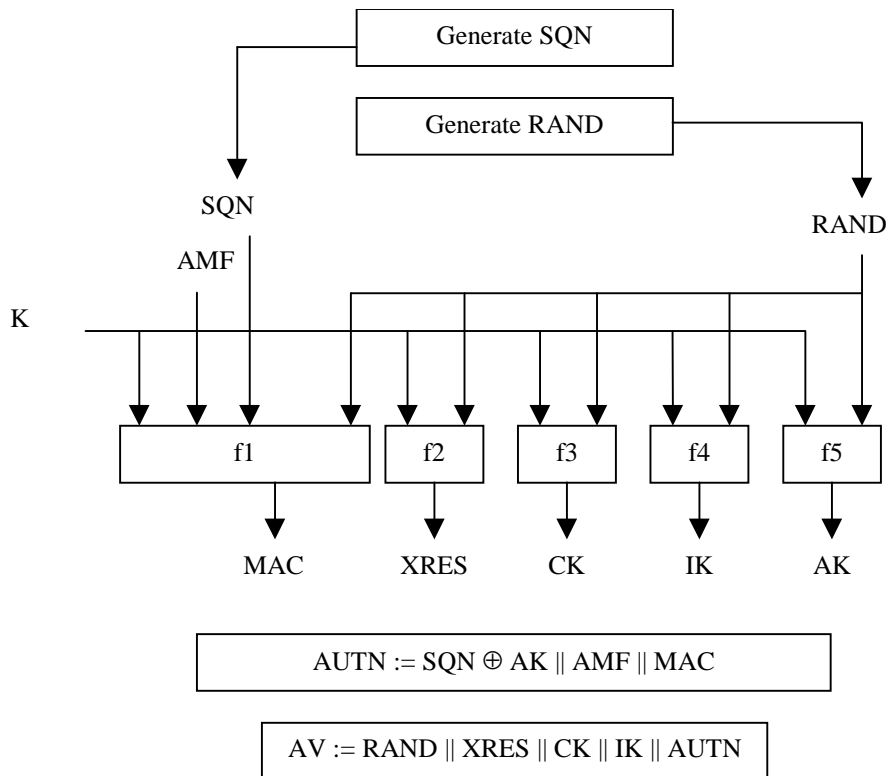 Generate SQN
Generate RAND
SQN
RAND
AMF
K
f1
f2
f3
f4
f5
MAC
XRES
CK
IK
AK
AUTN := SQN ⊕ AK || AMF || MAC
AV := RAND || XRES || CK || IK || AUTN